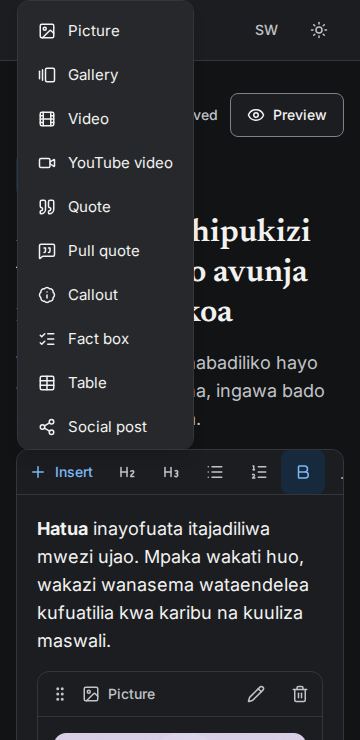 Picture
SW
Gallery
Video
ved
Preview
YouTube video
Quote
hipukizi
Pull quote
o avunja
Callout
koa
Fact box
abadiliko hayo
Table
a, ingawa bado
Social post
Insert
H2
H3
B
Hatua inayofuata itajadiliwa
mwezi ujao. Mpaka wakati huo,
wakazi wanasema wataendelea
kufuatilia kwa karibu na kuuliza
maswali.
Picture